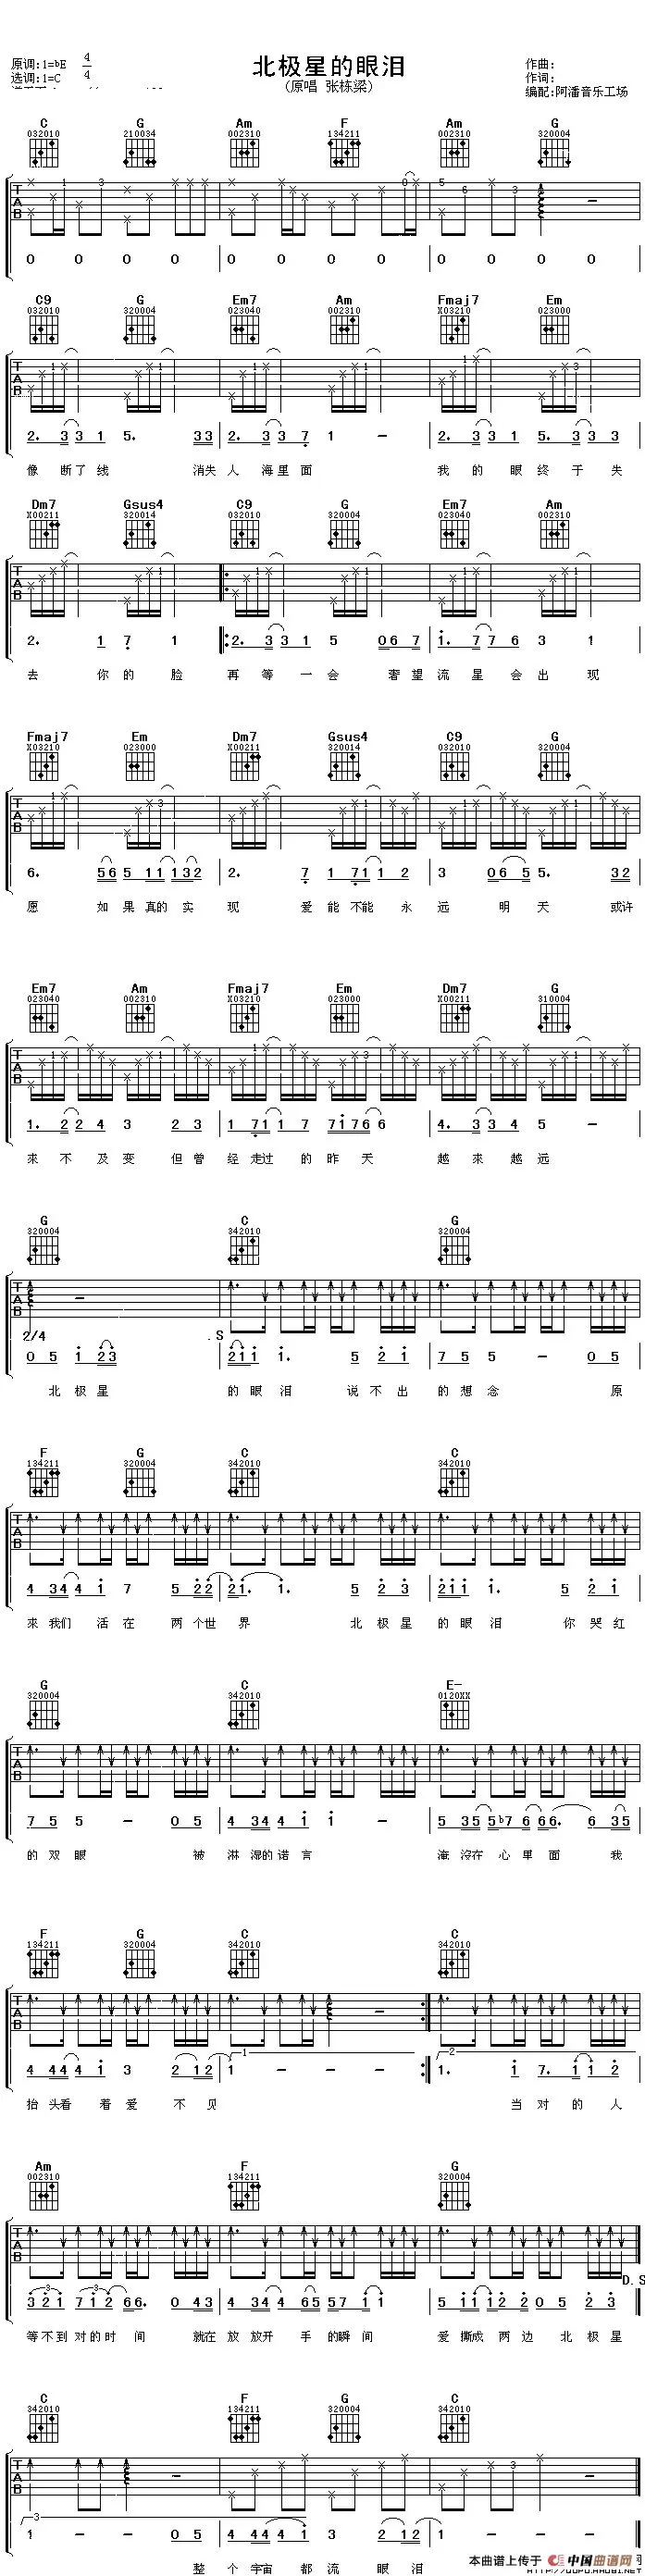 北极星的眼泪
原调:1=bE 4/4
作曲:
选调:1=C
(原唱 张栋梁)
作词:
编配:阿潘音乐工场
C G Am F Am G
032010 210034 002310 134211 002310 320004
T A B
0 0 0 0 0 0 0 0 0 0 0 0
C9 G Em7 Am Fmaj7 Em
032010 320004 023040 002310 X03210 023000
T A B
2. 3 3 1 5. 3 3 2. 3 3 7 1 - 2. 3 3 1 5. 3 3 3
像 断了线 消失 人 海里面 我 的 眼 终 于 失
Dm7 Gsus4 C9 G Em7 Am
X00211 320014 032010 320004 023040 002310
T A B
2. 1 7 1 2. 3 3 1 5 0 6 7 1. 7 7 6 3 1
去 你 的 脸 再 等 一 会 奢 望 流 星 会 出 现
Fmaj7 Em Dm7 Gsus4 C9 G
X03210 023000 X00211 320014 032010 320004
T A B
6. 5 6 5 1 1 1 3 2 2. 7 1 7 1 1 2 3 0 6 5 5. 3 2
愿 如 果 真的 实 现 爱 能 不能 永 远 明 天 或许
Em7 Am Fmaj7 Em Dm7 G
023040 002310 X03210 023000 X00211 310004
T A B
1. 2 2 4 3 2 3 1 7 1 1 7 7 1 7 6 6 4. 3 3 4 5 -
来 不 及 变 但 曾 经 走过 的 昨 天 越 来 越 远
G C G
320004 342010 320004
T A B
2/4 .S
0 5 1 2 3 2 1 1 1. 5 2 1 7 5 5 - 0 5
北 极 星 的 眼 泪 说 不 出 的 想 念 原
F G C C
134211 320004 342010 342010
T A B
4 3 4 4 1 7 5 2 2 2 1. 1. 5 2 3 2 1 1 1. 5 2 1
来 我们 活 在 两 个世 界 北 极 星 的 眼 泪 你 哭 红
G C E-
320004 342010 0120XX
T A B
7 5 5 - 0 5 4 3 4 4 1 1 - 5 3 5 5 b7 6 6 6. 6 3 5
的 双 眼 被 淋 湿的 诺 言 淹 没在 心 里 面 我
F G C C
134211 320004 342010 342010
T A B
1 2
4 4 4 4 1 3 2 1 2 1 - - - 1. 1 7. 1 1 2
抬 头看 着 爱 不 见 当 对 的 人
Am F G
002310 134211 320004
T A B
D.S
3 2 1 7 1 2 6 6. 0 4 3 4 3 4 4 6 5 5 7 1 1 5 1 1 1 2 2 0 5 2 3
等 不 到 对 的 时 间 就在 放 放开 手 的瞬 间 爱 撕成 两 边 北 极 星
C F G C
342010 134211 320004 342010
T A B
3
1 - - 0 5 4 4 4 4 1 3 2 1 2 1 - - -
整 个 宇宙 都 流 眼 泪
本曲谱上传于 中国曲谱网